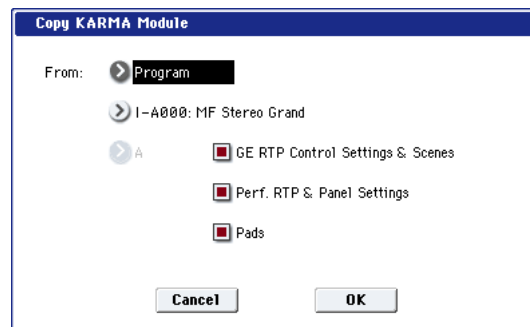 Copy KARMA Module
From: Program
I-A000: MF Stereo Grand
A GE RTP Control Settings & Scenes
Perf. RTP & Panel Settings
Pads
Cancel OK